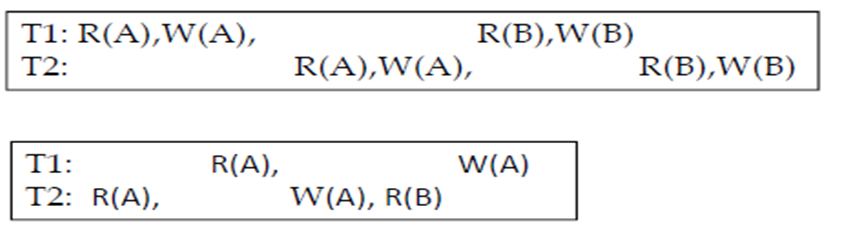 T1: R(A),W(A), R(B),W(B)
T2: R(A),W(A), R(B),W(B)
T1: R(A), W(A)
T2: R(A), W(A), R(B)